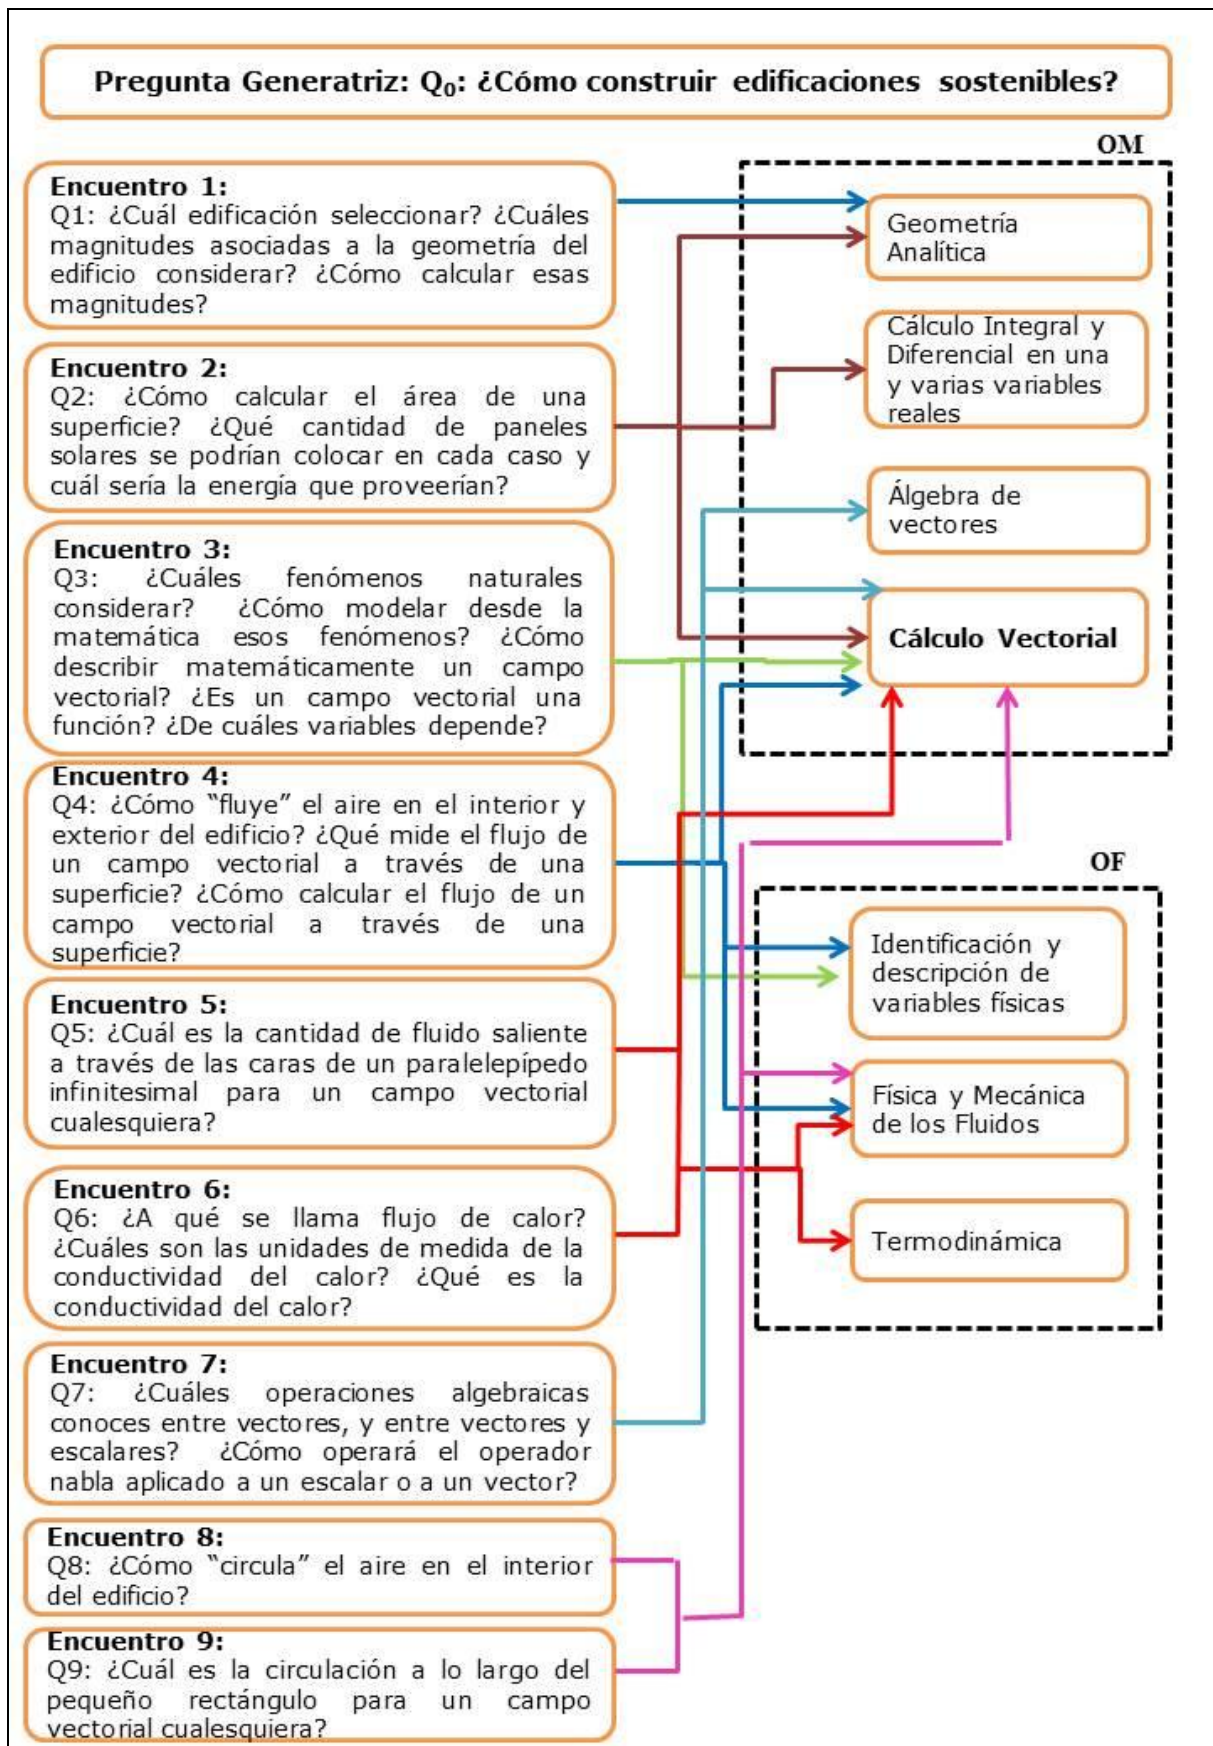 Pregunta Generatriz: Q₀: ¿Cómo construir edificaciones sostenibles?
Encuentro 1:
Q1: ¿Cuál edificación seleccionar? ¿Cuáles
magnitudes asociadas a la geometría del
edificio considerar? ¿Cómo calcular esas
magnitudes?
Encuentro 2:
Q2: ¿Cómo calcular el área de una
superficie? ¿Qué cantidad de paneles
solares se podrían colocar en cada caso y
cuál sería la energía que proveerían?
Encuentro 3:
Q3: ¿Cuáles fenómenos naturales
considerar? ¿Cómo modelar desde la
matemática esos fenómenos? ¿Cómo
describir matemáticamente un campo
vectorial? ¿Es un campo vectorial una
función? ¿De cuáles variables depende?
Encuentro 4:
Q4: ¿Cómo “fluye” el aire en el interior y
exterior del edificio? ¿Qué mide el flujo de
un campo vectorial a través de una
superficie? ¿Cómo calcular el flujo de un
campo vectorial a través de una
superficie?
Encuentro 5:
Q5: ¿Cuál es la cantidad de fluido saliente
a través de las caras de un paralelepípedo
infinitesimal para un campo vectorial
cualesquiera?
Encuentro 6:
Q6: ¿A qué se llama flujo de calor?
¿Cuáles son las unidades de medida de la
conductividad del calor? ¿Qué es la
conductividad del calor?
Encuentro 7:
Q7: ¿Cuáles operaciones algebraicas
conoces entre vectores, y entre vectores y
escalares? ¿Cómo operará el operador
nabla aplicado a un escalar o a un vector?
Encuentro 8:
Q8: ¿Cómo “circula” el aire en el interior
del edificio?
Encuentro 9:
Q9: ¿Cuál es la circulación a lo largo del
pequeño rectángulo para un campo
vectorial cualesquiera?
OM
Geometría
Analítica
Cálculo Integral y
Diferencial en una
y varias variables
reales
Álgebra de
vectores
Cálculo Vectorial
OF
Identificación y
descripción de
variables físicas
Física y Mecánica
de los Fluidos
Termodinámica